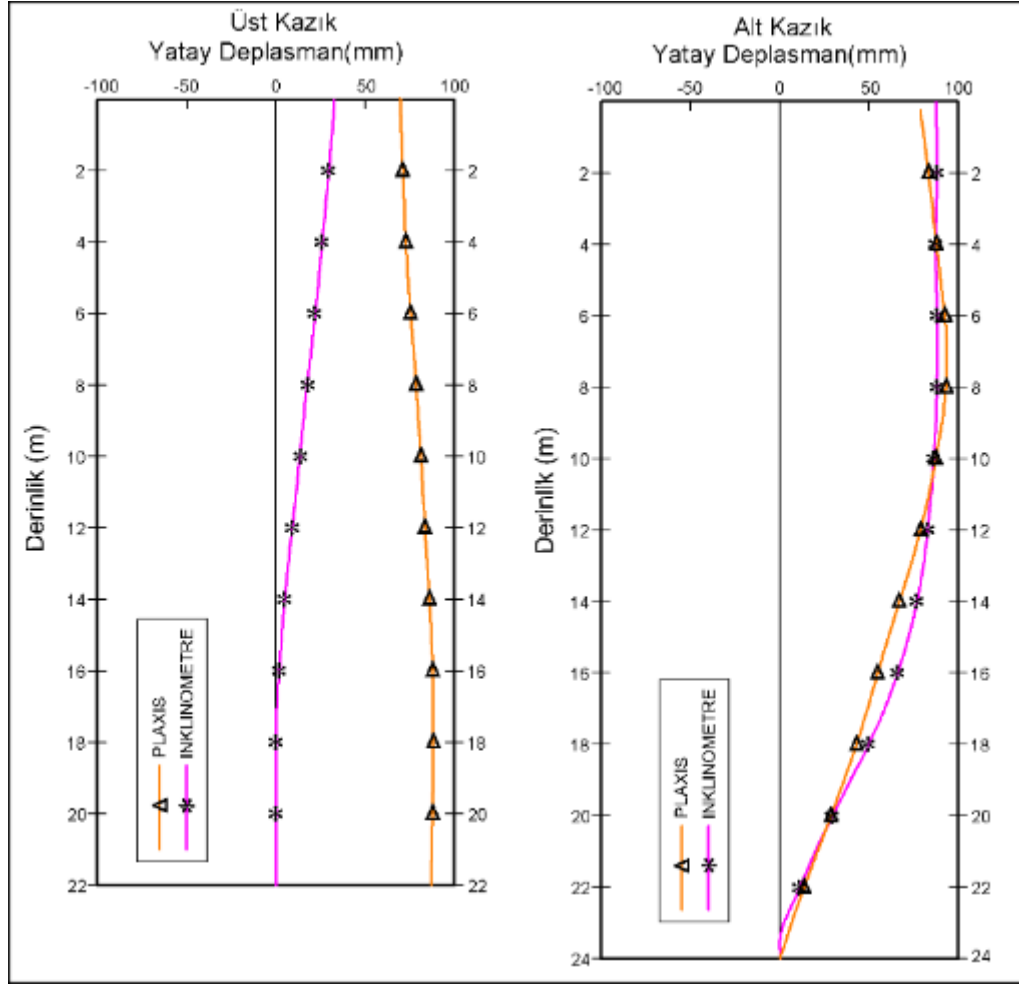 Üst Kazık
Yatay Deplasman(mm)
-100 -50 0 50 100
2 2
4 4
6 6
8 8
10 10
12 12
14 14
16 16
18 18
20 20
22 22
Derinlik (m)
PLAXIS
INKLINOMETRE
Alt Kazık
Yatay Deplasman(mm)
-100 -50 0 50 100
2 2
4 4
6 6
8 8
10 10
12 12
14 14
16 16
18 18
20 20
22 22
24 24
Derinlik (m)
PLAXIS
INKLINOMETRE